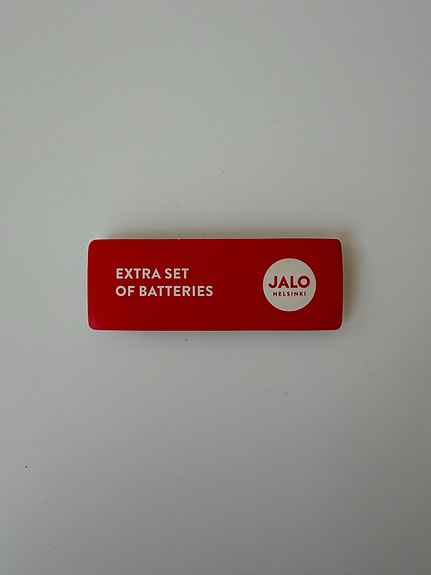 EXTRA SET
OF BATTERIES
JALO
HELSINKI